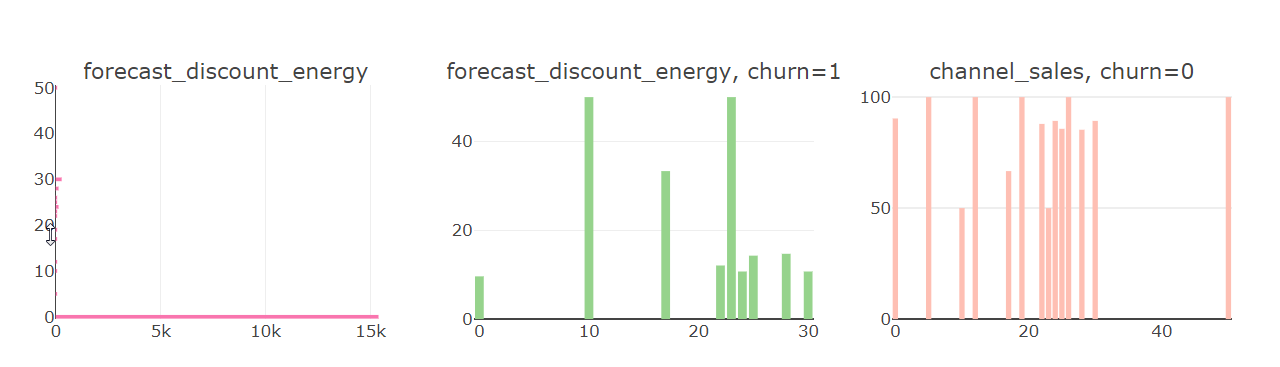 forecast_discount_energy
50
40
30
20
10
0
0 5k 10k 15k
forecast_discount_energy, churn=1
40
20
0
0 10 20 30
channel_sales, churn=0
100
50
0
0 20 40